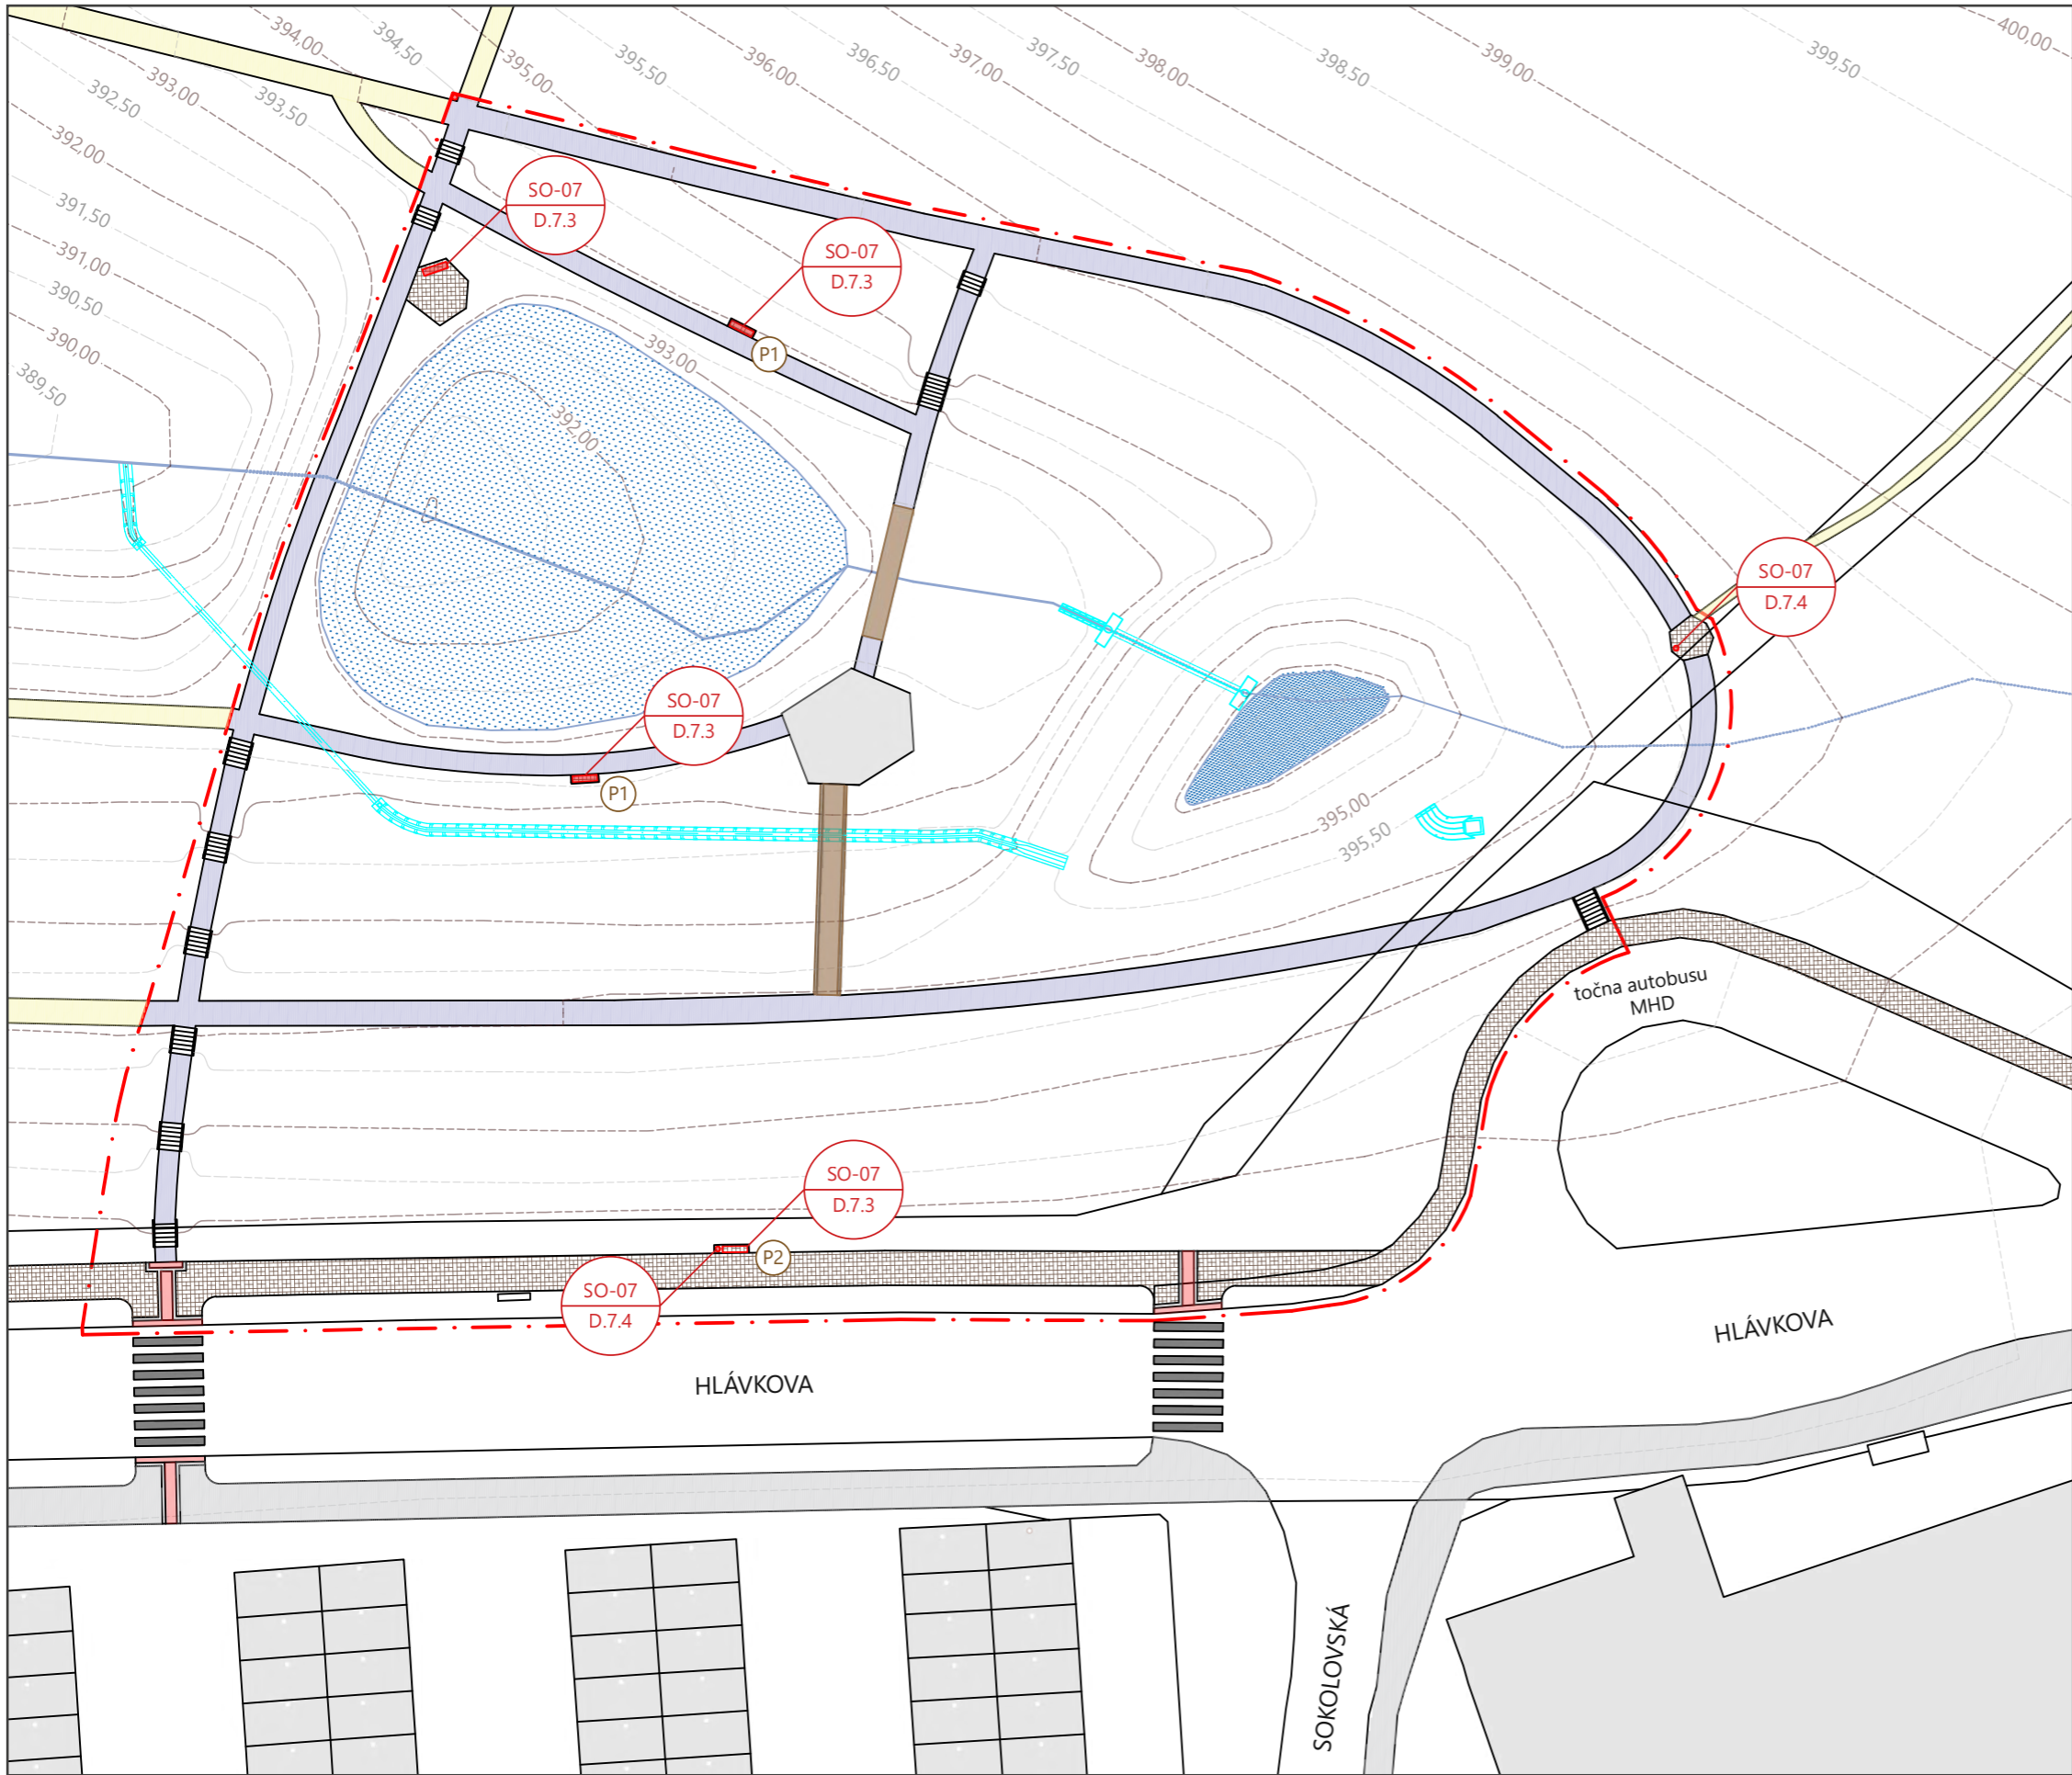 394,00
394,50
395,00
395,50
396,00
396,50
397,00
397,50
398,00
398,50
399,00
399,50
400,00
393,00
392,50
393,50
392,00
391,50
391,00
390,50
390,00
389,50
SO-07
D.7.3
SO-07
D.7.3
P1
393,00
392,00
SO-07
D.7.4
SO-07
D.7.3
P1
395,00
395,50
točna autobusu
MHD
SO-07
D.7.3
P2
SO-07
D.7.4
HLÁVKOVA
HLÁVKOVA
SOKOLOVSKÁ